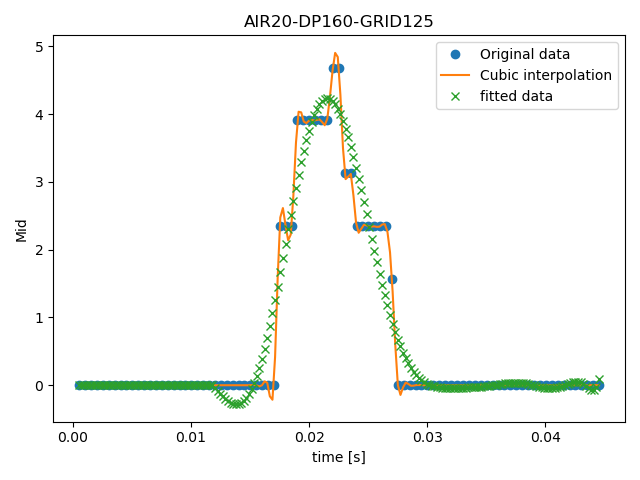 AIR20-DP160-GRID125
Original data
Cubic interpolation
fitted data
5
4
3
2
1
0
Mid
0.00 0.01 0.02 0.03 0.04
time [s]